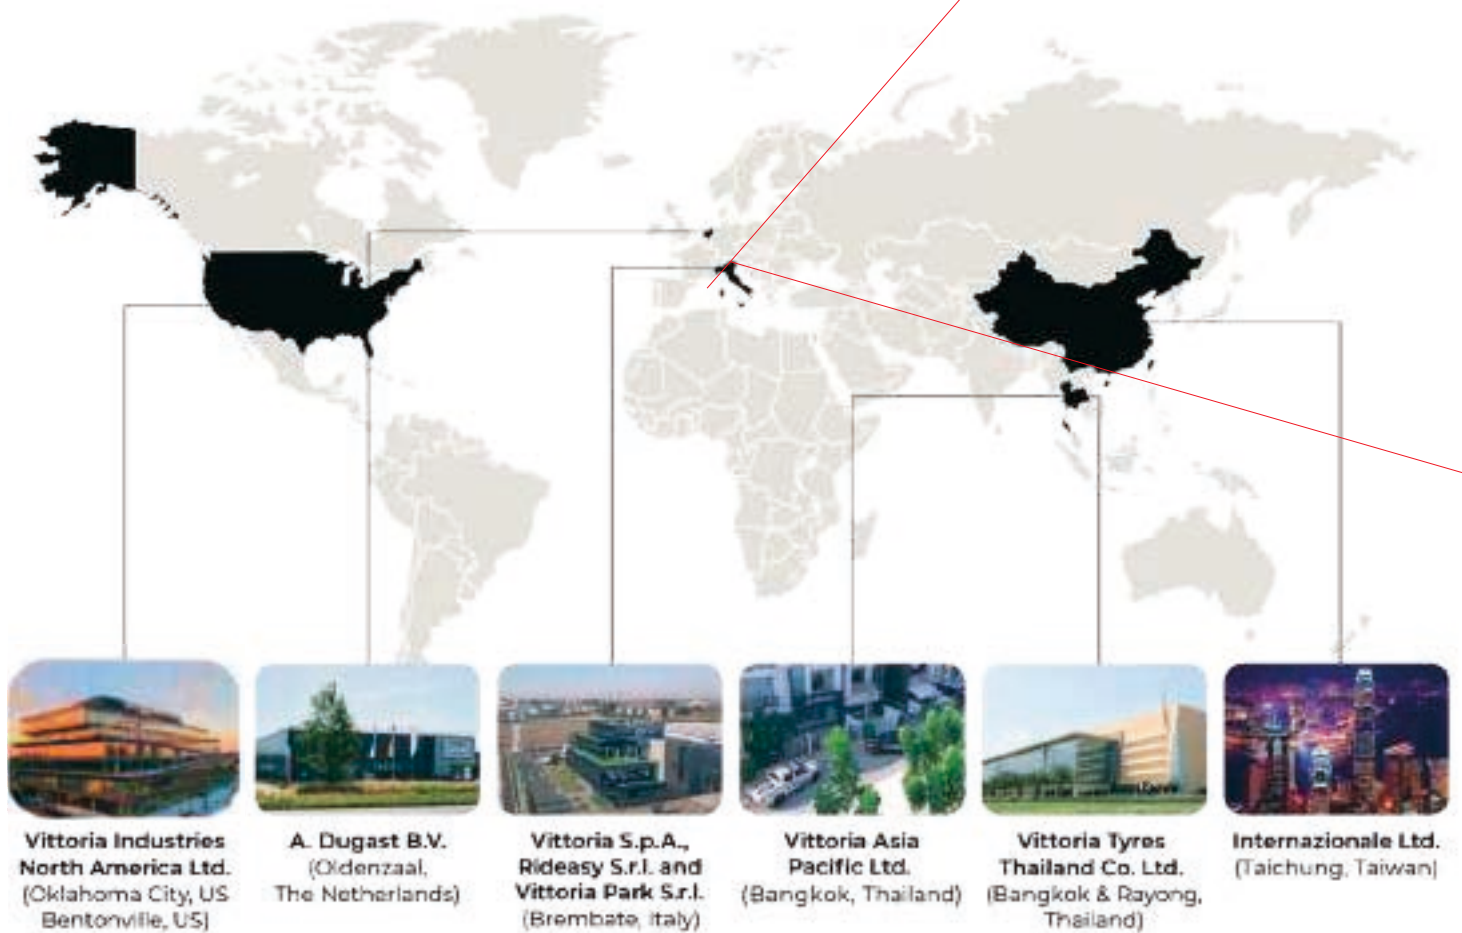 Vittoria Industries
North America Ltd.
(Oklahoma City, US
Bentonville, US)
A. Dugast B.V.
(Oldenzaal,
The Netherlands)
Vittoria S.p.A.,
Rideasy S.r.l. and
Vittoria Park S.r.l.
(Brembate, Italy)
Vittoria Asia
Pacific Ltd.
(Bangkok, Thailand)
Vittoria Tyres
Thailand Co. Ltd.
(Bangkok & Rayong,
Thailand)
Internazionale Ltd.
(Taichung, Taiwan)